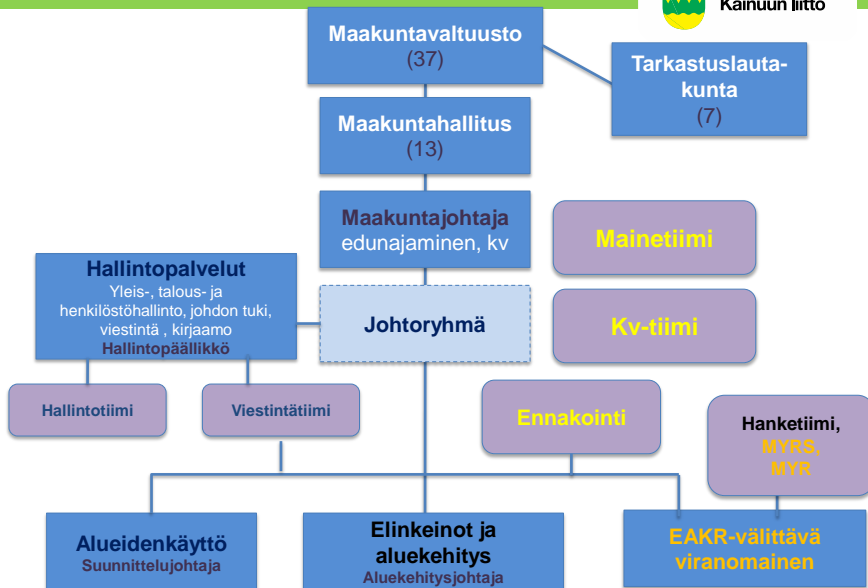 Kainuun liitto
Maakuntavaltuusto
(37)
Tarkastuslauta-
kunta
(7)
Maakuntahallitus
(13)
Maakuntajohtaja
edunajaminen, kv
Mainetiimi
Hallintopalvelut
Yleis-, talous- ja
henkilöstöhallinto, johdon tuki,
viestintä , kirjaamo
Hallintopäällikkö
Johtoryhmä
Kv-tiimi
Hallintotiimi
Viestintätiimi
Ennakointi
Hanketiimi,
MYRS,
MYR
Alueidenkäyttö
Suunnittelujohtaja
Elinkeinot ja
aluekehitys
Aluekehitysjohtaja
EAKR-välittävä
viranomainen